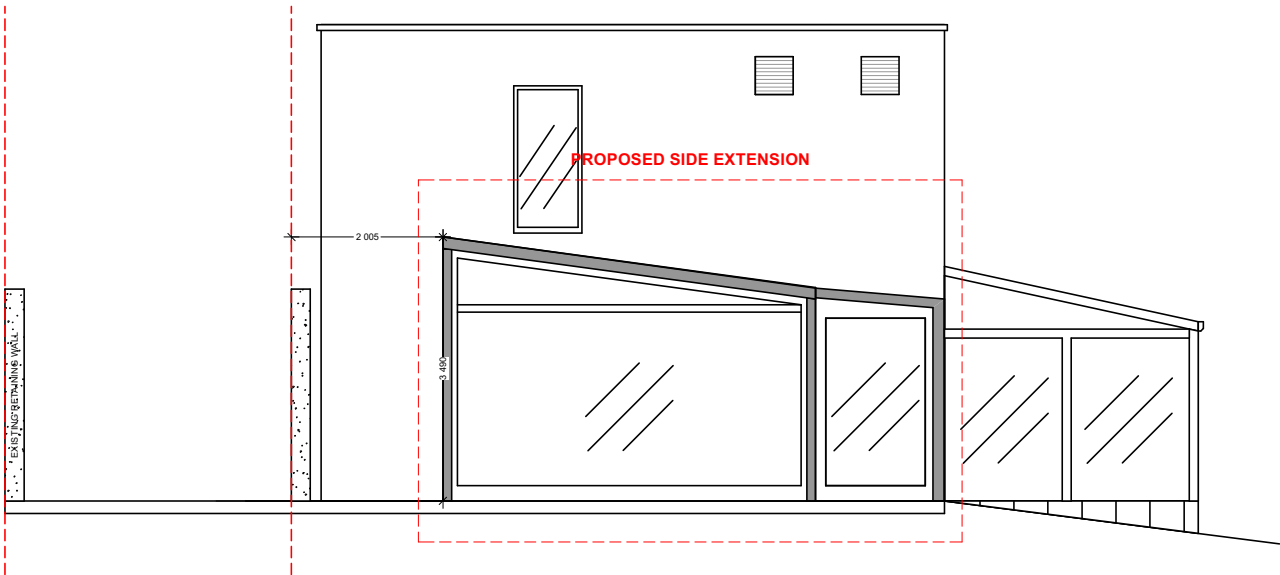 PROPOSED SIDE EXTENSION
2 005
3 490
EXISTING RETAINING WALL